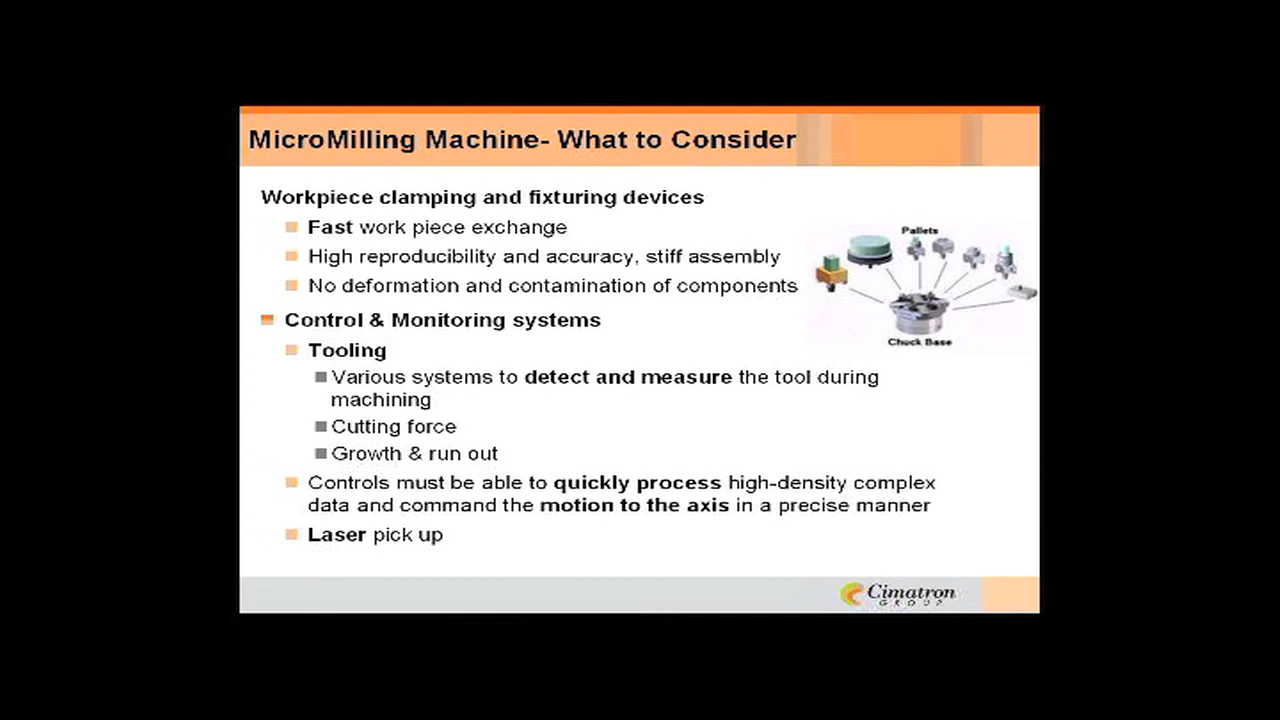 MicroMilling Machine- What to Consider
Workpiece clamping and fixturing devices
Fast work piece exchange
High reproducibility and accuracy, stiff assembly
No deformation and contamination of components
Pallets
Chuck Base
Control & Monitoring systems
Tooling
Various systems to detect and measure the tool during
machining
Cutting force
Growth & run out
Controls must be able to quickly process high-density complex
data and command the motion to the axis in a precise manner
Laser pick up
Cimatron
GROUP